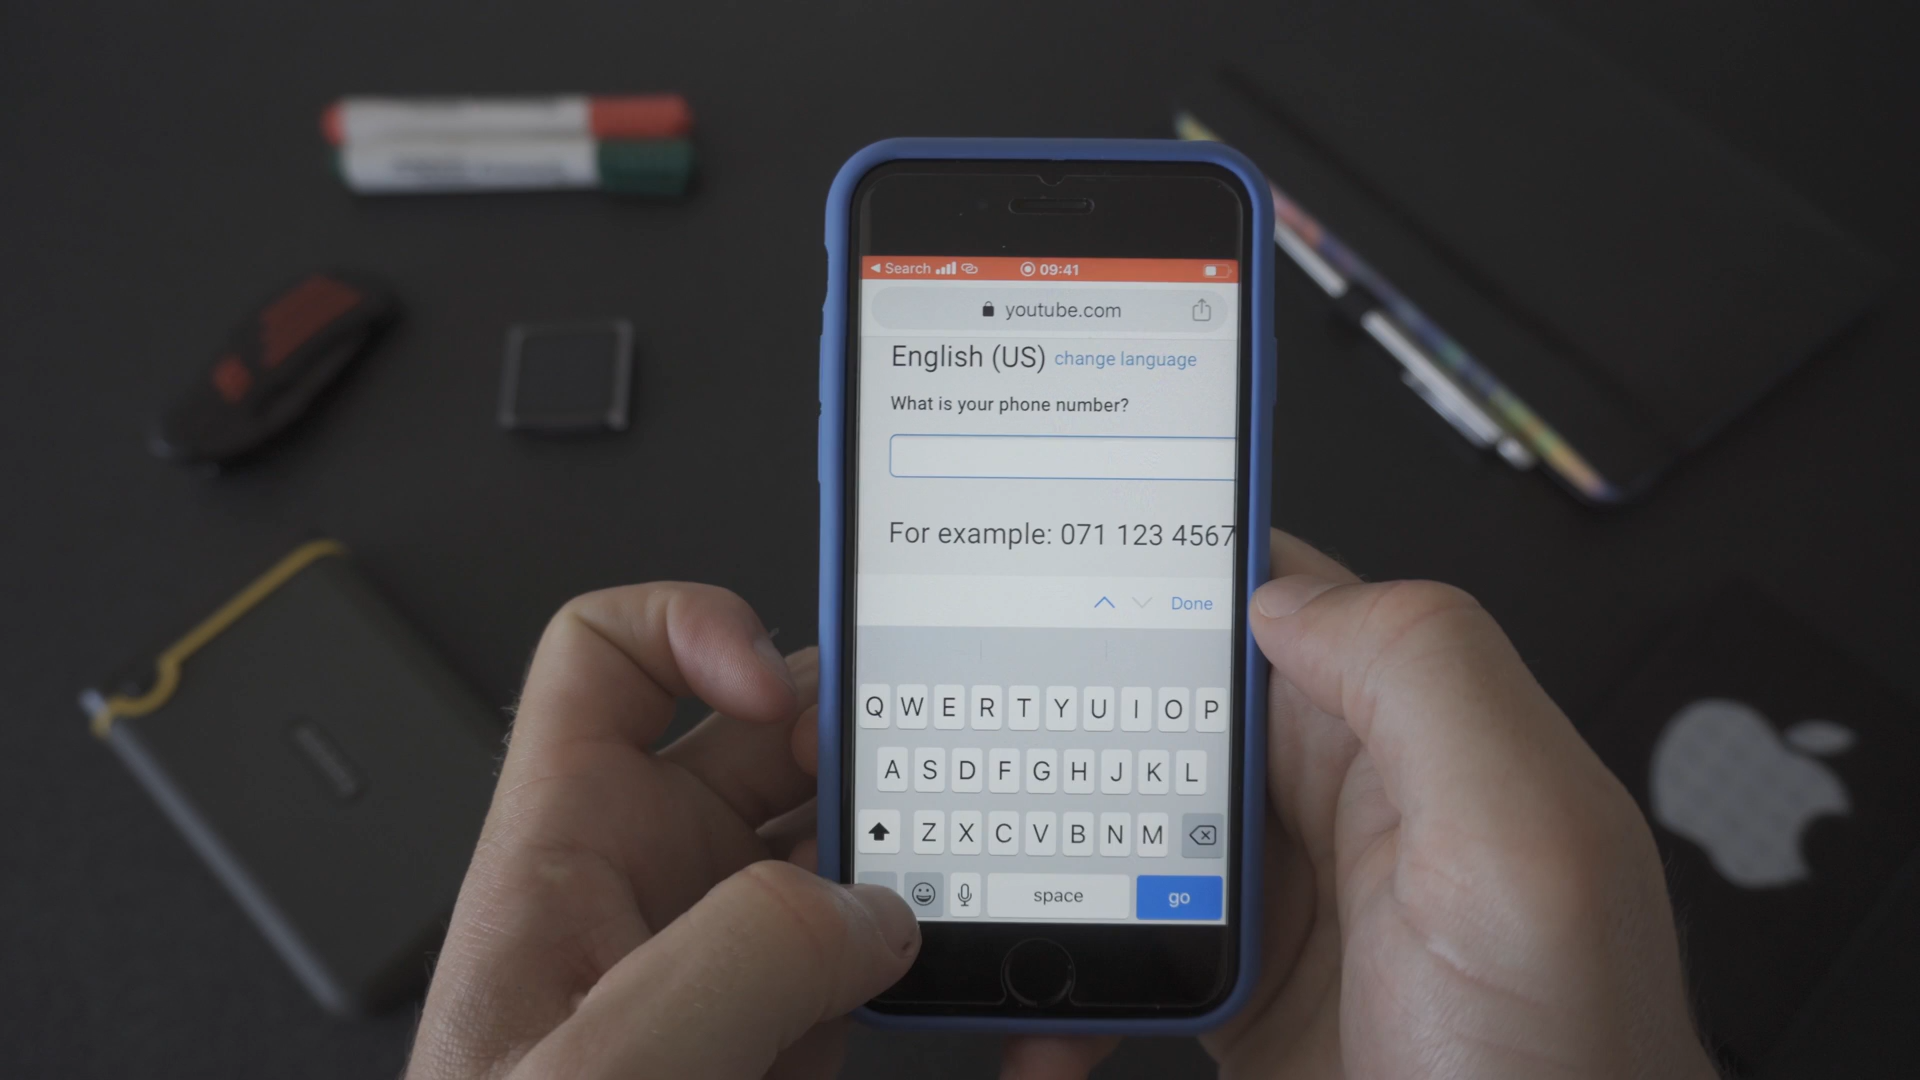 Search 09:41
youtube.com
English (US) change language
What is your phone number?
For example: 071 123 4567
Done
Q W E R T Y U I O P
A S D F G H J K L
Z X C V B N M
space go